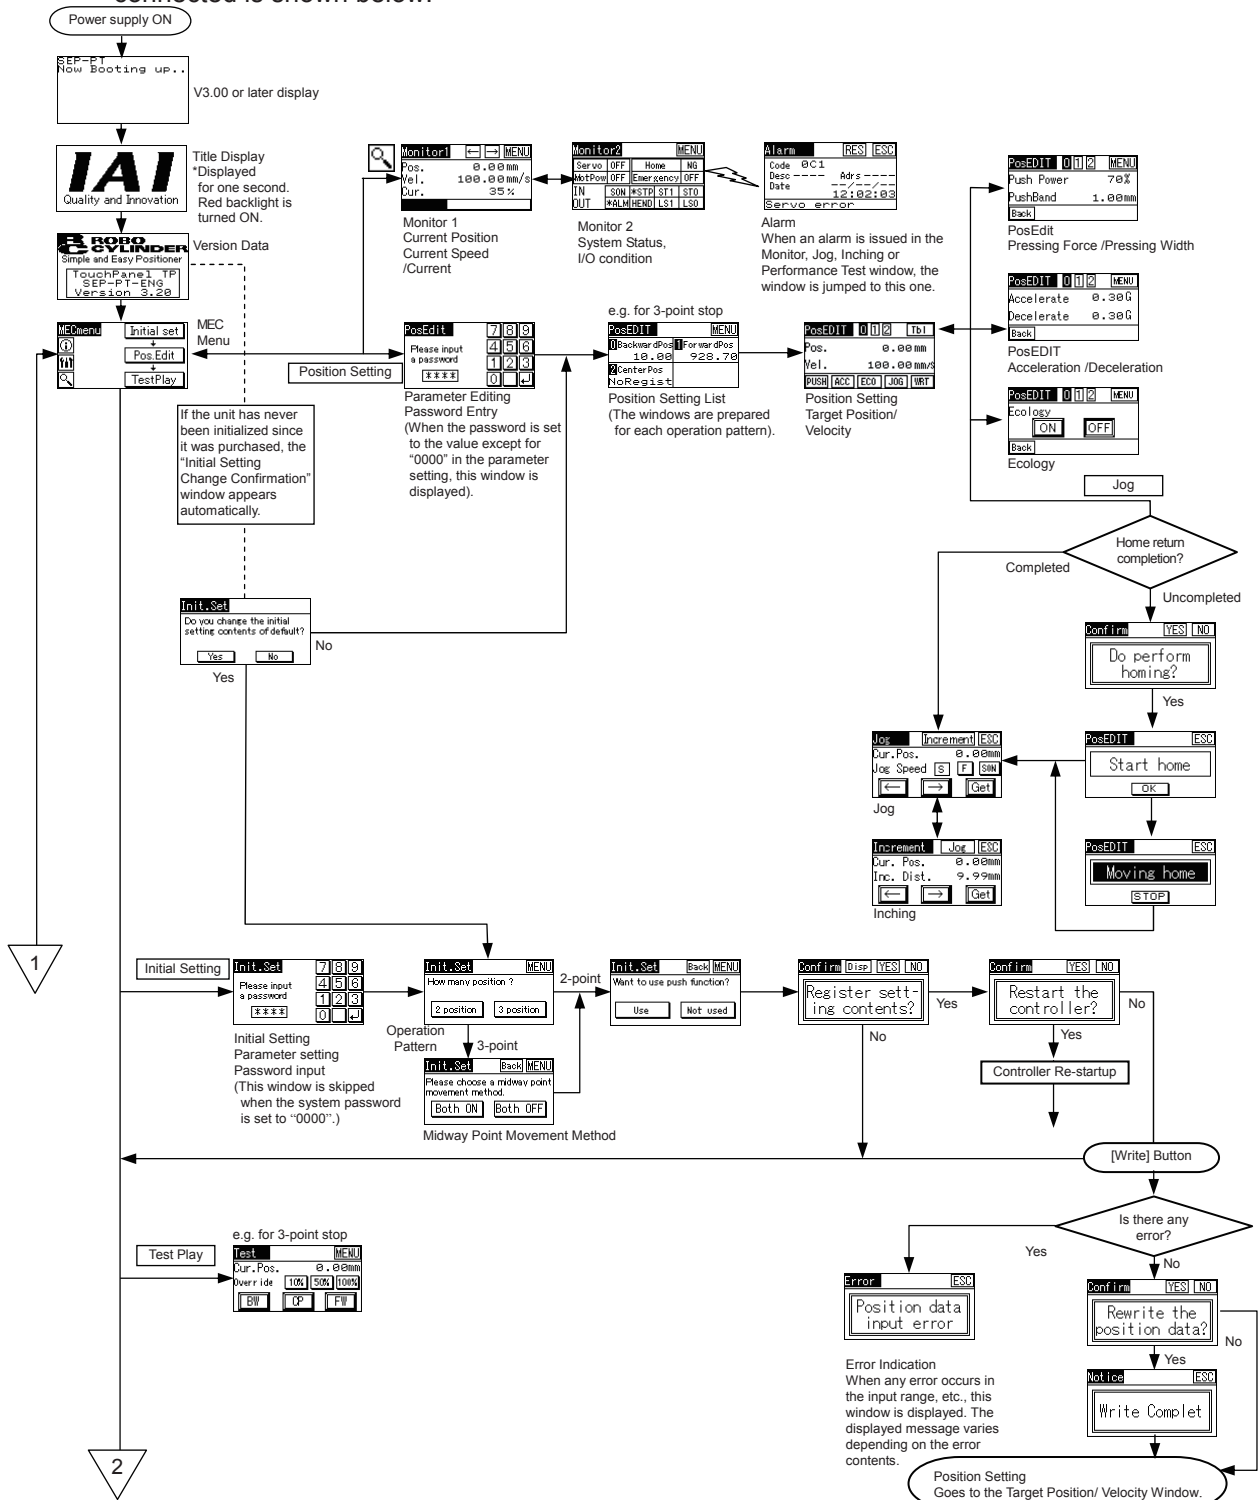 connected is shown below.
Power supply ON
SEP-PT
Now Booting up..
V3.00 or later display
IAI
Quality and Innovation
Title Display
*Displayed
for one second.
Red backlight is
turned ON.
RC ROBO
CYLINDER
Simple and Easy Positioner
TouchPanel TP
SEP-PT-ENG
Version 3.20
Version Data
MECmenu
Initial set
Pos.Edit
TestPlay
MEC
Menu
If the unit has never
been initialized since
it was purchased, the
“Initial Setting
Change Confirmation”
window appears
automatically.
Monitor1 ← → MENU
Pos. 0.00mm
Vel. 100.00mm/s
Cur. 35%
Monitor 1
Current Position
Current Speed
/Current
Monitor2 MENU
Servo OFF Home NG
MotPow OFF Emergency OFF
IN SON *STP ST1 ST0
OUT *ALM HEND LS1 LS0
Monitor 2
System Status,
I/O condition
Alarm RES ESC
Code 0C1
Desc ---- Adrs ----
Date --/--/--
12:02:03
Servo error
Alarm
When an alarm is issued in the
Monitor, Jog, Inching or
Performance Test window, the
window is jumped to this one.
PosEDIT 0 1 2 MENU
Push Power 70%
PushBand 1.00mm
Back
PosEdit
Pressing Force /Pressing Width
Position Setting
PosEdit
Please input
a password
****
7 8 9
4 5 6
1 2 3
0 ↵
Parameter Editing
Password Entry
(When the password is set
to the value except for
“0000” in the parameter
setting, this window is
displayed).
e.g. for 3-point stop
PosEDIT MENU
0 BackwardPos 1 ForwardPos
10.00 928.70
2 CenterPos
NoRegist
Position Setting List
(The windows are prepared
for each operation pattern).
PosEDIT 0 1 2 Tbl
Pos. 0.00mm
Vel. 100.00mm/s
PUSH ACC ECO JOG WRT
Position Setting
Target Position/
Velocity
PosEDIT 0 1 2 MENU
Accelerate 0.30G
Decelerate 0.30G
Back
PosEDIT
Acceleration /Deceleration
PosEDIT 0 1 2 MENU
Ecology
ON OFF
Back
Ecology
Jog
Home return
completion?
Completed
Uncompleted
Confirm YES NO
Do perform
homing?
Yes
PosEDIT ESC
Start home
OK
PosEDIT ESC
Moving home
STOP
Jog Increment ESC
Cur.Pos. 0.00mm
Jog Speed S F SON
← → Get
Jog
Increment Jog ESC
Cur. Pos. 0.00mm
Inc. Dist. 9.99mm
← → Get
Inching
Init.Set
Do you change the initial
setting contents of default?
Yes No
No
Yes
1
Initial Setting
Init.Set
Please input
a password
****
7 8 9
4 5 6
1 2 3
0 ↵
Initial Setting
Parameter setting
Password input
(This window is skipped
when the system password
is set to “0000”.)
Init.Set MENU
How many position ?
2 position 3 position
Operation
Pattern
2-point
3-point
Init.Set Back MENU
Please choose a midway point
movement method.
Both ON Both OFF
Midway Point Movement Method
Init.Set Back MENU
Want to use push function?
Use Not used
Confirm Disp YES NO
Register sett-
ing contents?
Yes
No
Confirm YES NO
Restart the
controller?
No
Yes
Controller Re-startup
[Write] Button
Is there any
error?
Yes
No
Test Play
e.g. for 3-point stop
Test MENU
Cur.Pos. 0.00mm
Override 10% 50% 100%
BW CP FW
Error ESC
Position data
input error
Error Indication
When any error occurs in
the input range, etc., this
window is displayed. The
displayed message varies
depending on the error
contents.
Confirm YES NO
Rewrite the
position data?
No
Yes
Notice ESC
Write Complet
Position Setting
Goes to the Target Position/ Velocity Window.
2